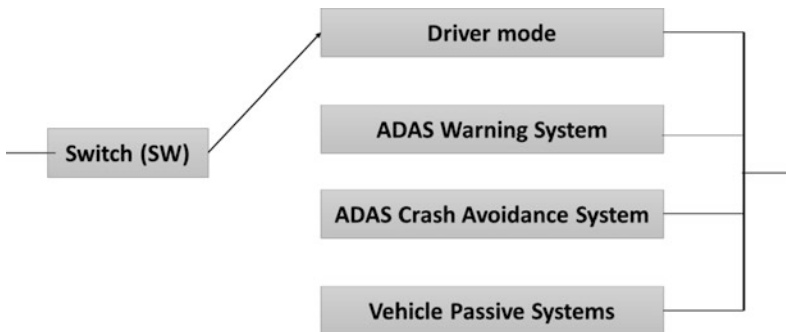 Driver mode
ADAS Warning System
Switch (SW)
ADAS Crash Avoidance System
Vehicle Passive Systems